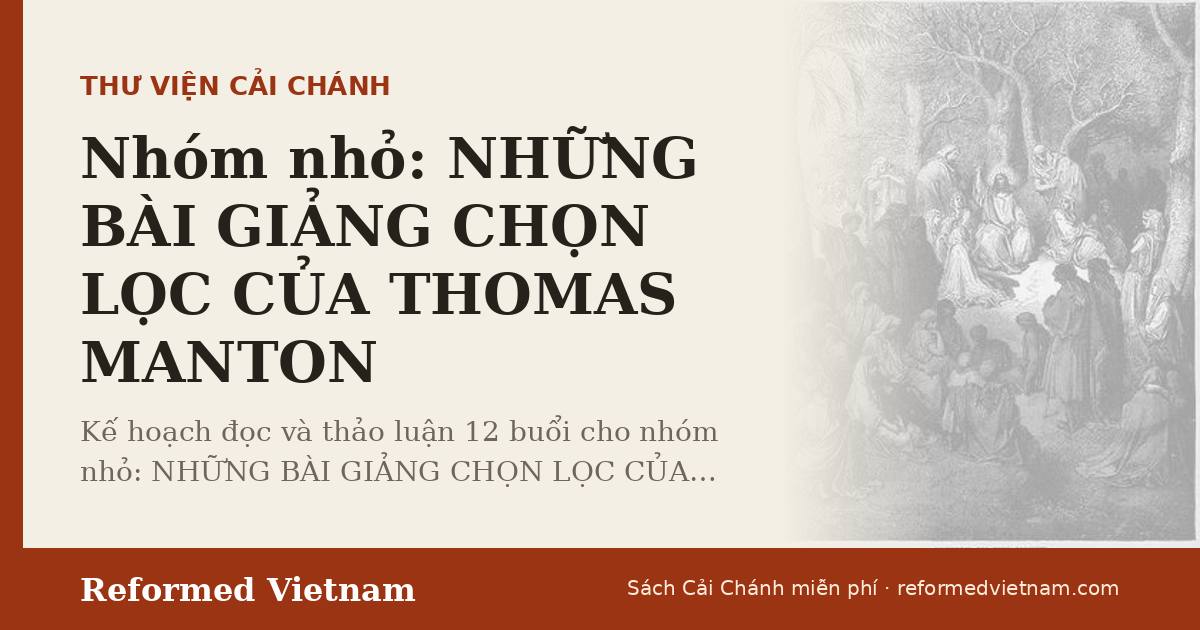 THƯ VIỆN CẢI CHÁNH
Nhóm nhỏ: NHỮNG
BÀI GIẢNG CHỌN
LỌC CỦA THOMAS
MANTON
Kế hoạch đọc và thảo luận 12 buổi cho nhóm
nhỏ: NHỮNG BÀI GIẢNG CHỌN LỌC CỦA...
Reformed Vietnam
Sách Cải Chánh miễn phí · reformedvietnam.com